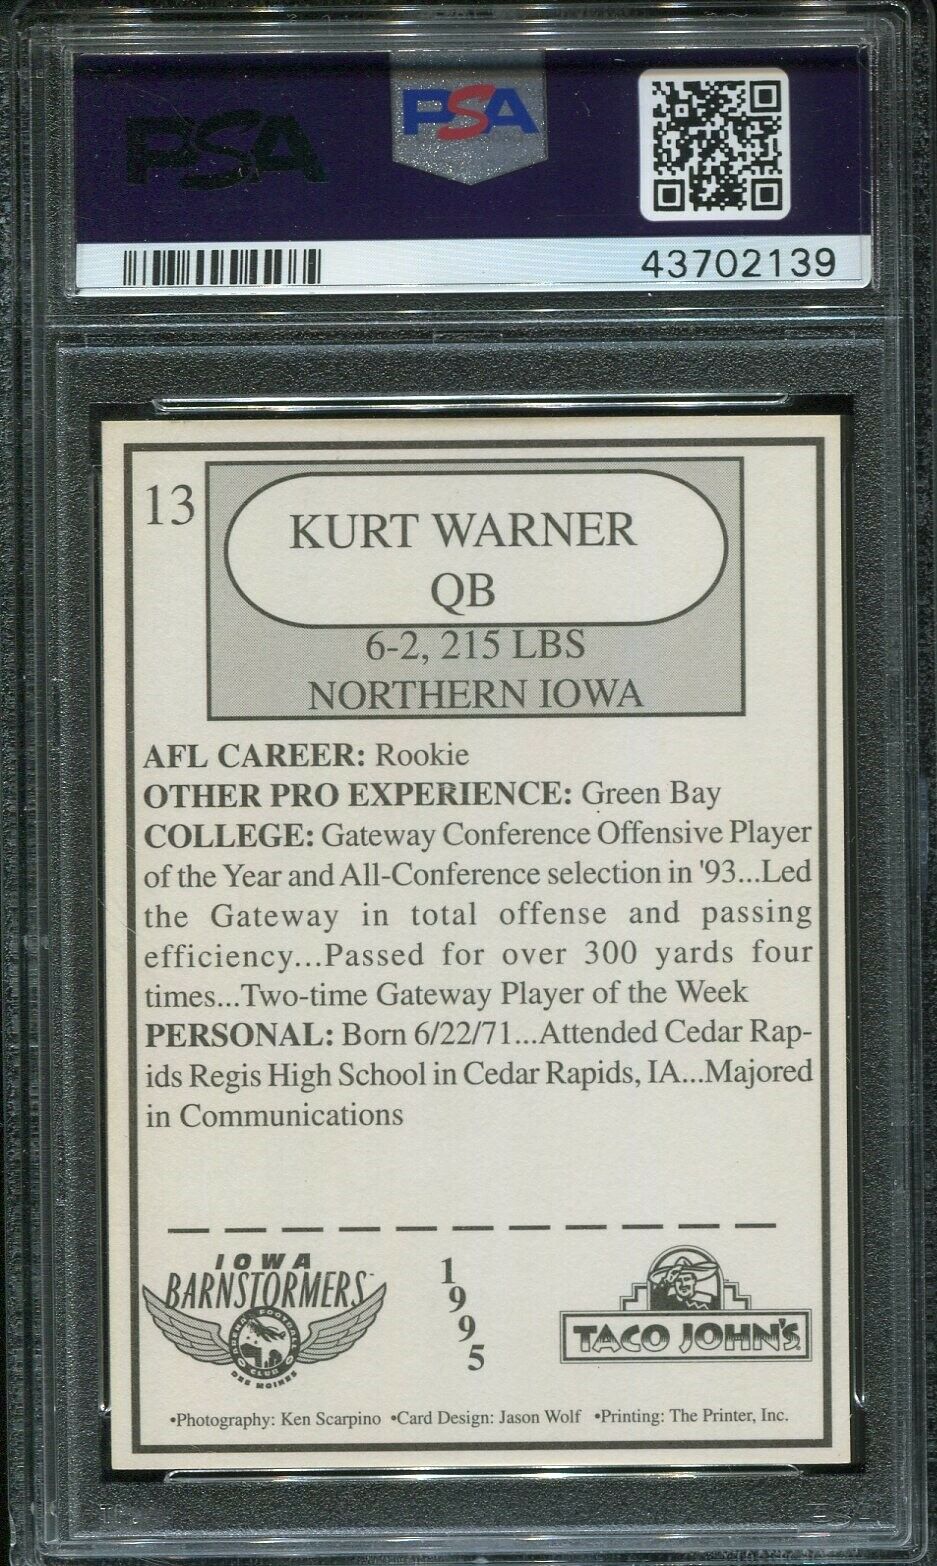 PSA
PSA
43702139
13
KURT WARNER
QB
6-2, 215 LBS
NORTHERN IOWA
AFL CAREER: Rookie
OTHER PRO EXPERIENCE: Green Bay
COLLEGE: Gateway Conference Offensive Player
of the Year and All-Conference selection in '93...Led
the Gateway in total offense and passing
efficiency...Passed for over 300 yards four
times...Two-time Gateway Player of the Week
PERSONAL: Born 6/22/71...Attended Cedar Rap-
ids Regis High School in Cedar Rapids, IA...Majored
in Communications
IOWA
BARNSTORMERS
ARENA FOOTBALL
CLUB
DES MOINES
1
9
9
5
TACO JOHN'S
•Photography: Ken Scarpino •Card Design: Jason Wolf •Printing: The Printer, Inc.